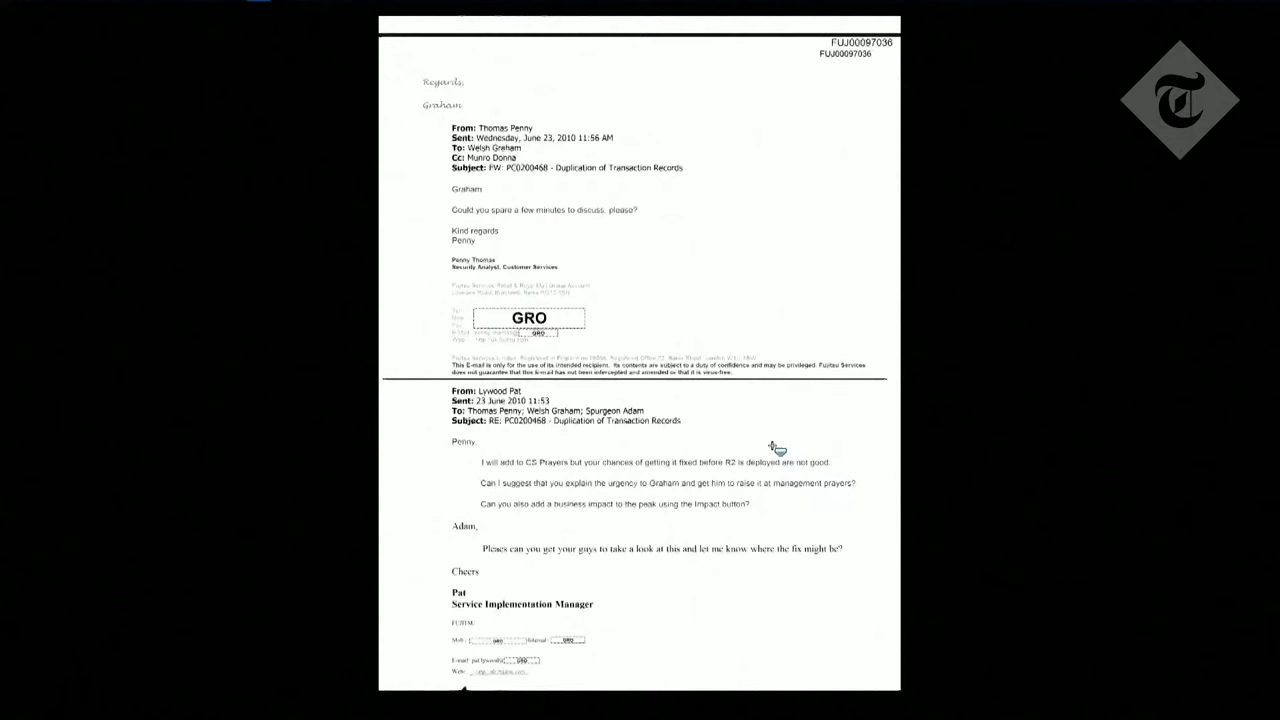 FUJ00097036
FUJ00097036
Regards,
Graham
From: Thomas Penny
Sent: Wednesday, June 23, 2010 11:56 AM
To: Welsh Graham
Cc: Munro Donna
Subject: FW: PC0200468 - Duplication of Transaction Records
Graham
Could you spare a few minutes to discuss, please?
Kind regards
Penny
Penny Thomas
Security Analyst, Customer Services
GRO
GRO
This E-mail is only for the use of its intended recipient. Its contents are subject to a duty of confidence and may be privileged. Fujitsu Services
does not guarantee that this E-mail has not been intercepted and amended or that it is virus-free.
From: Lywood Pat
Sent: 23 June 2010 11:53
To: Thomas Penny; Welsh Graham; Spurgeon Adam
Subject: RE: PC0200468 - Duplication of Transaction Records
Penny,
I will add to CS Prayers but your chances of getting it fixed before R2 is deployed are not good.
Can I suggest that you explain the urgency to Graham and get him to raise it at management prayers?
Can you also add a business impact to the peak using the Impact button?
Adam,
Pleaes can you get your guys to take a look at this and let me know where the fix might be?
Cheers
Pat
Service Implementation Manager
GRO Internal: GRO
GRO
Web: